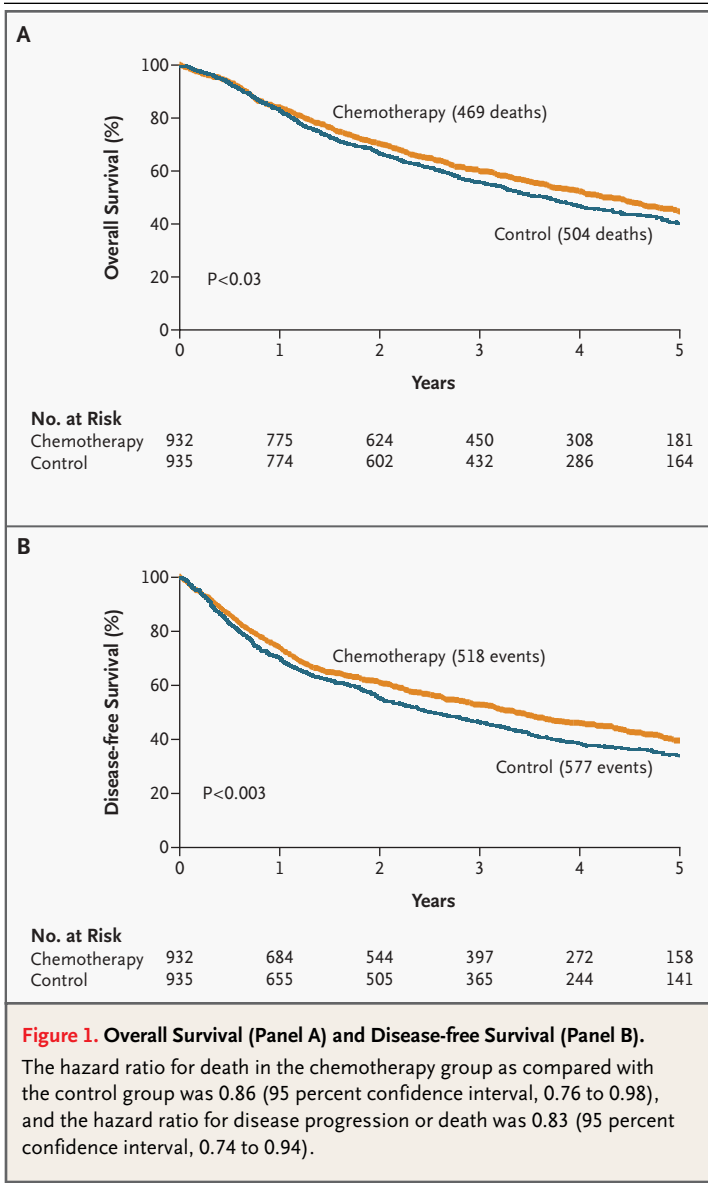 A
100
80
60
40
20
0
Overall Survival (%)
Chemotherapy (469 deaths)
Control (504 deaths)
P<0.03
0 1 2 3 4 5
Years
No. at Risk
Chemotherapy 932 775 624 450 308 181
Control 935 774 602 432 286 164
B
100
80
60
40
20
0
Disease-free Survival (%)
Chemotherapy (518 events)
Control (577 events)
P<0.003
0 1 2 3 4 5
Years
No. at Risk
Chemotherapy 932 684 544 397 272 158
Control 935 655 505 365 244 141
Figure 1. Overall Survival (Panel A) and Disease-free Survival (Panel B).
The hazard ratio for death in the chemotherapy group as compared with
the control group was 0.86 (95 percent confidence interval, 0.76 to 0.98),
and the hazard ratio for disease progression or death was 0.83 (95 percent
confidence interval, 0.74 to 0.94).